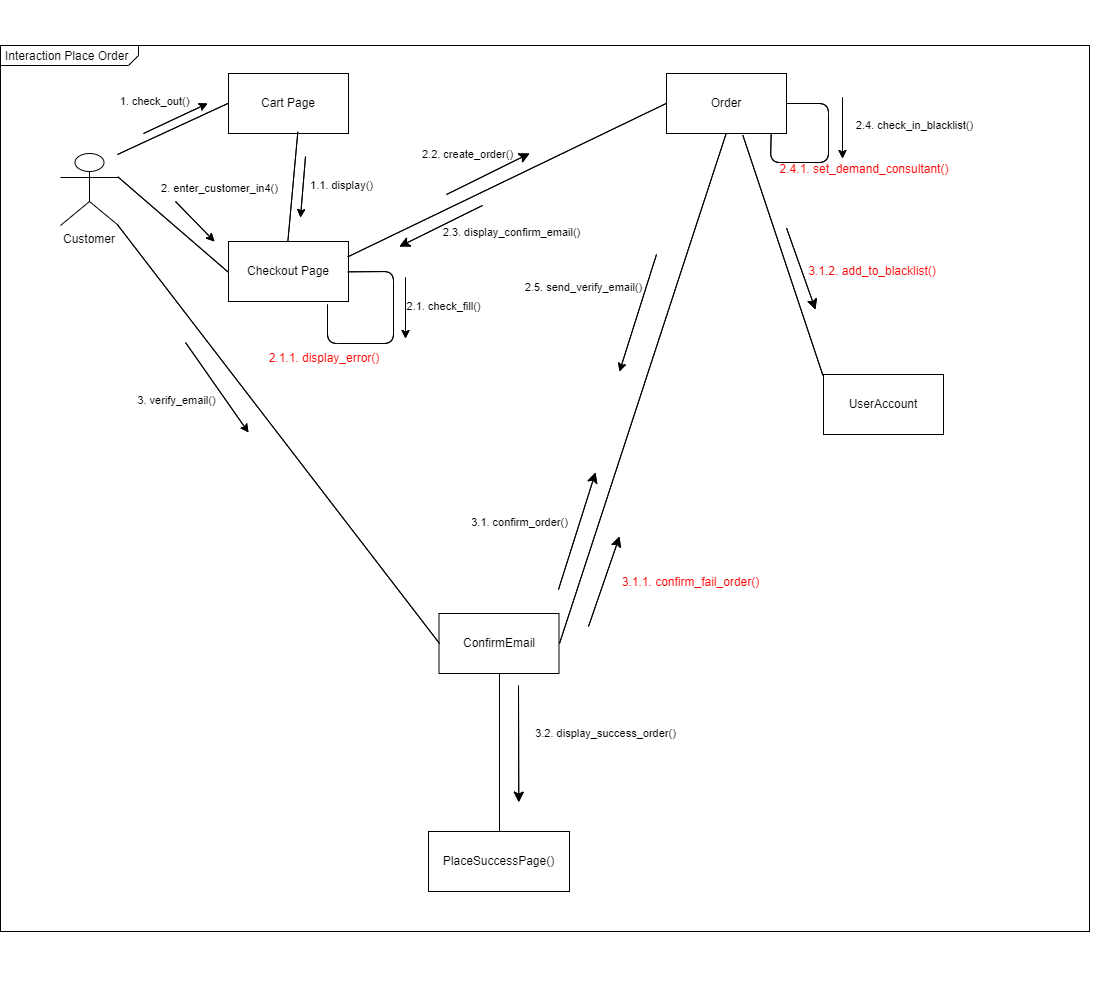 Interaction Place Order
1. check_out()
Cart Page
Order
2.4. check_in_blacklist()
2.2. create_order()
2.4.1. set_demand_consultant()
2. enter_customer_in4()
1.1. display()
Customer
2.3. display_confirm_email()
Checkout Page
3.1.2. add_to_blacklist()
2.5. send_verify_email()
2.1. check_fill()
2.1.1. display_error()
3. verify_email()
UserAccount
3.1. confirm_order()
3.1.1. confirm_fail_order()
ConfirmEmail
3.2. display_success_order()
PlaceSuccessPage()